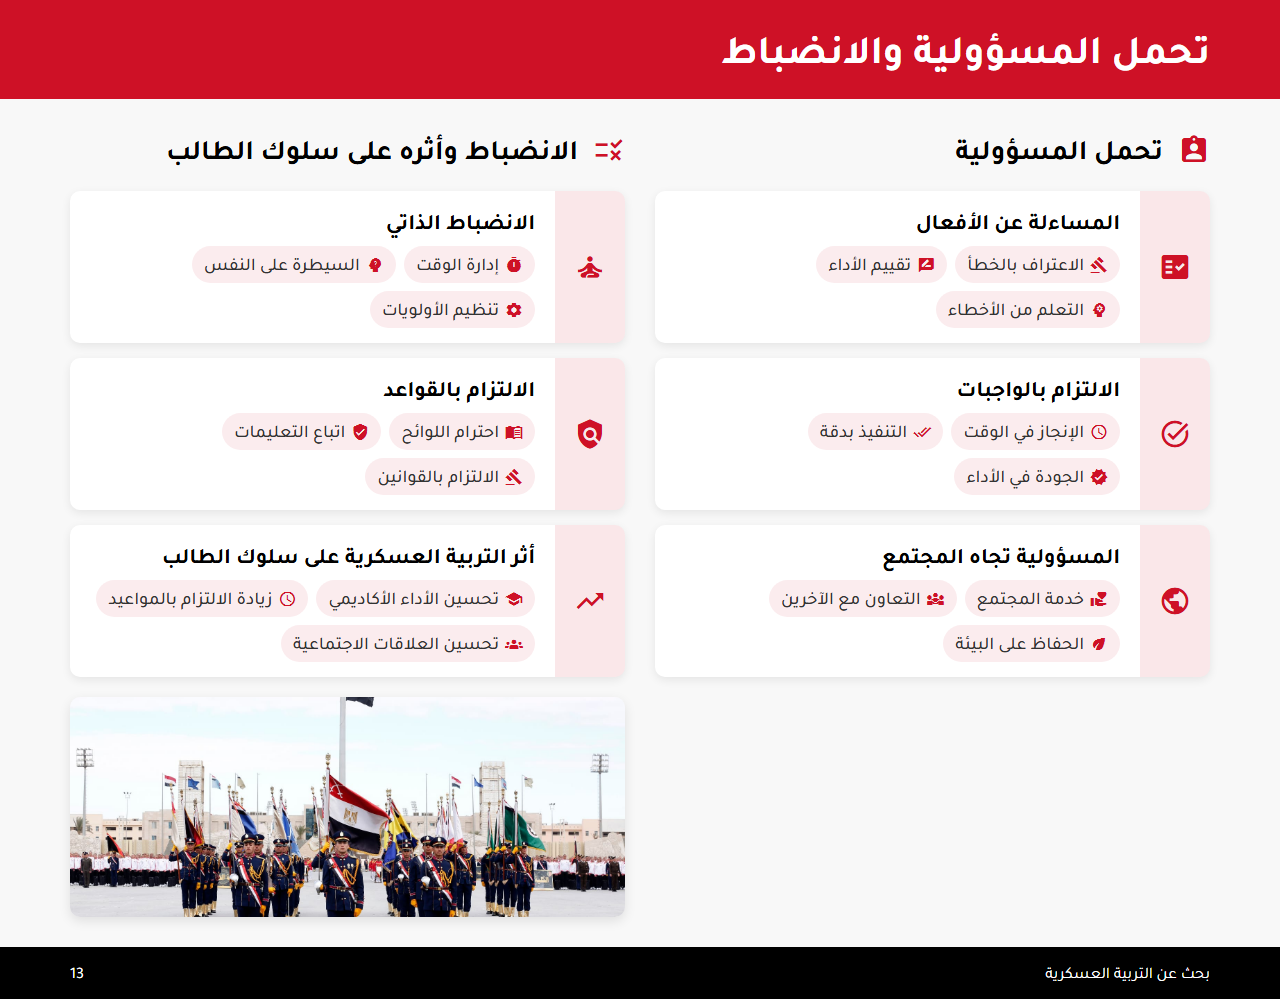 تحمل المسؤولية والانضباط
تحمل المسؤولية
المساءلة عن الأفعال
الاعتراف بالخطأ
تقييم الأداء
التعلم من الأخطاء
الالتزام بالواجبات
الإنجاز في الوقت
التنفيذ بدقة
الجودة في الأداء
المسؤولية تجاه المجتمع
خدمة المجتمع
التعاون مع الآخرين
الحفاظ على البيئة
الانضباط وأثره على سلوك الطالب
الانضباط الذاتي
إدارة الوقت
السيطرة على النفس
تنظيم الأولويات
الالتزام بالقواعد
احترام اللوائح
اتباع التعليمات
الالتزام بالقوانين
أثر التربية العسكرية على سلوك الطالب
تحسين الأداء الأكاديمي
زيادة الالتزام بالمواعيد
تحسين العلاقات الاجتماعية
بحث عن التربية العسكرية
13